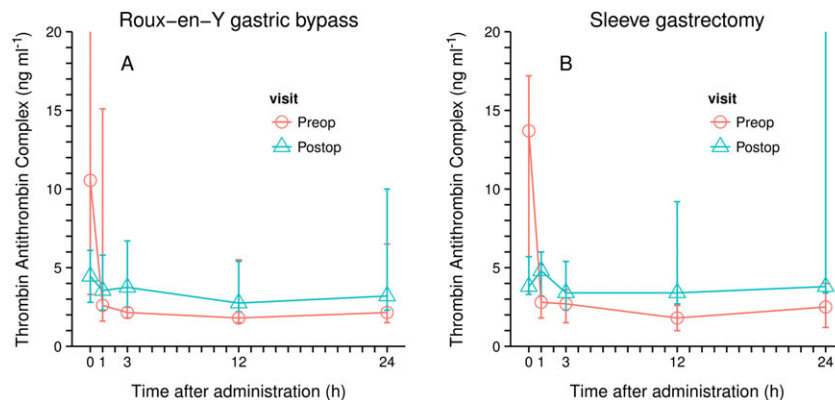 Roux−en−Y gastric bypass
Thrombin Antithrombin Complex (ng ml⁻¹)
20
15
10
5
0
A
visit
Preop
Postop
0 1 3 12 24
Time after administration (h)
Sleeve gastrectomy
Thrombin Antithrombin Complex (ng ml⁻¹)
20
15
10
5
0
B
visit
Preop
Postop
0 1 3 12 24
Time after administration (h)